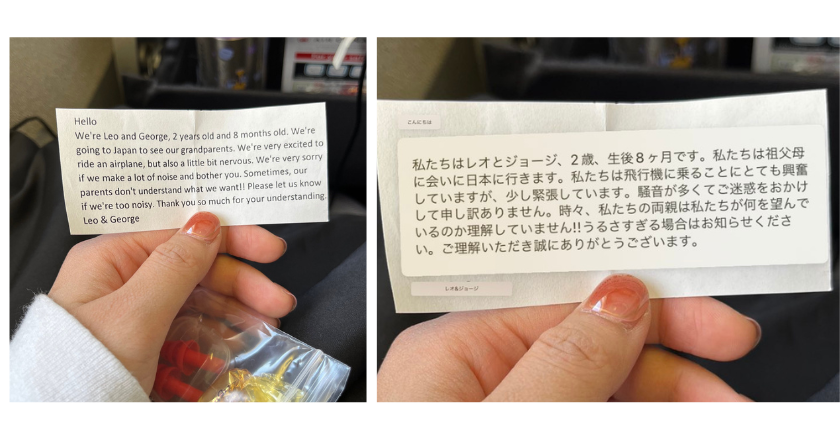 Hello
We're Leo and George, 2 years old and 8 months old. We're
going to Japan to see our grandparents. We're very excited to
ride an airplane, but also a little bit nervous. We're very sorry
if we make a lot of noise and bother you. Sometimes, our
parents don't understand what we want!! Please let us know
if we're too noisy. Thank you so much for your understanding.
Leo & George
こんにちは
私たちはレオとジョージ、2歳、生後8ヶ月です。私たちは祖父母
に会いに日本に行きます。私たちは飛行機に乗ることにとても興奮
していますが、少し緊張しています。騒音が多くてご迷惑をおかけ
して申し訳ありません。時々、私たちの両親は私たちが何を望んで
いるのか理解していません!!うるさすぎる場合はお知らせくださ
い。ご理解いただき誠にありがとうございます。
レオ&ジョージ